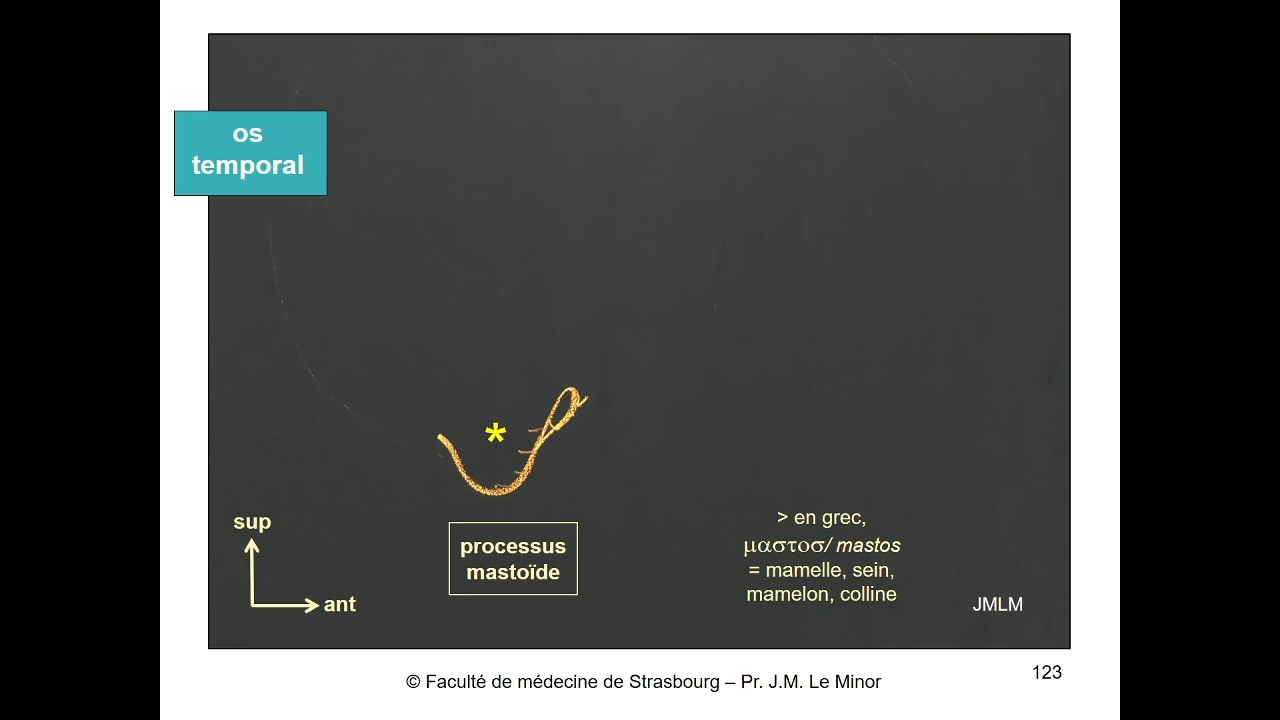 os
temporal
*
sup
ant
processus
mastoïde
> en grec,
μαστοσ/ mastos
= mamelle, sein,
mamelon, colline
JMLM
© Faculté de médecine de Strasbourg – Pr. J.M. Le Minor
123